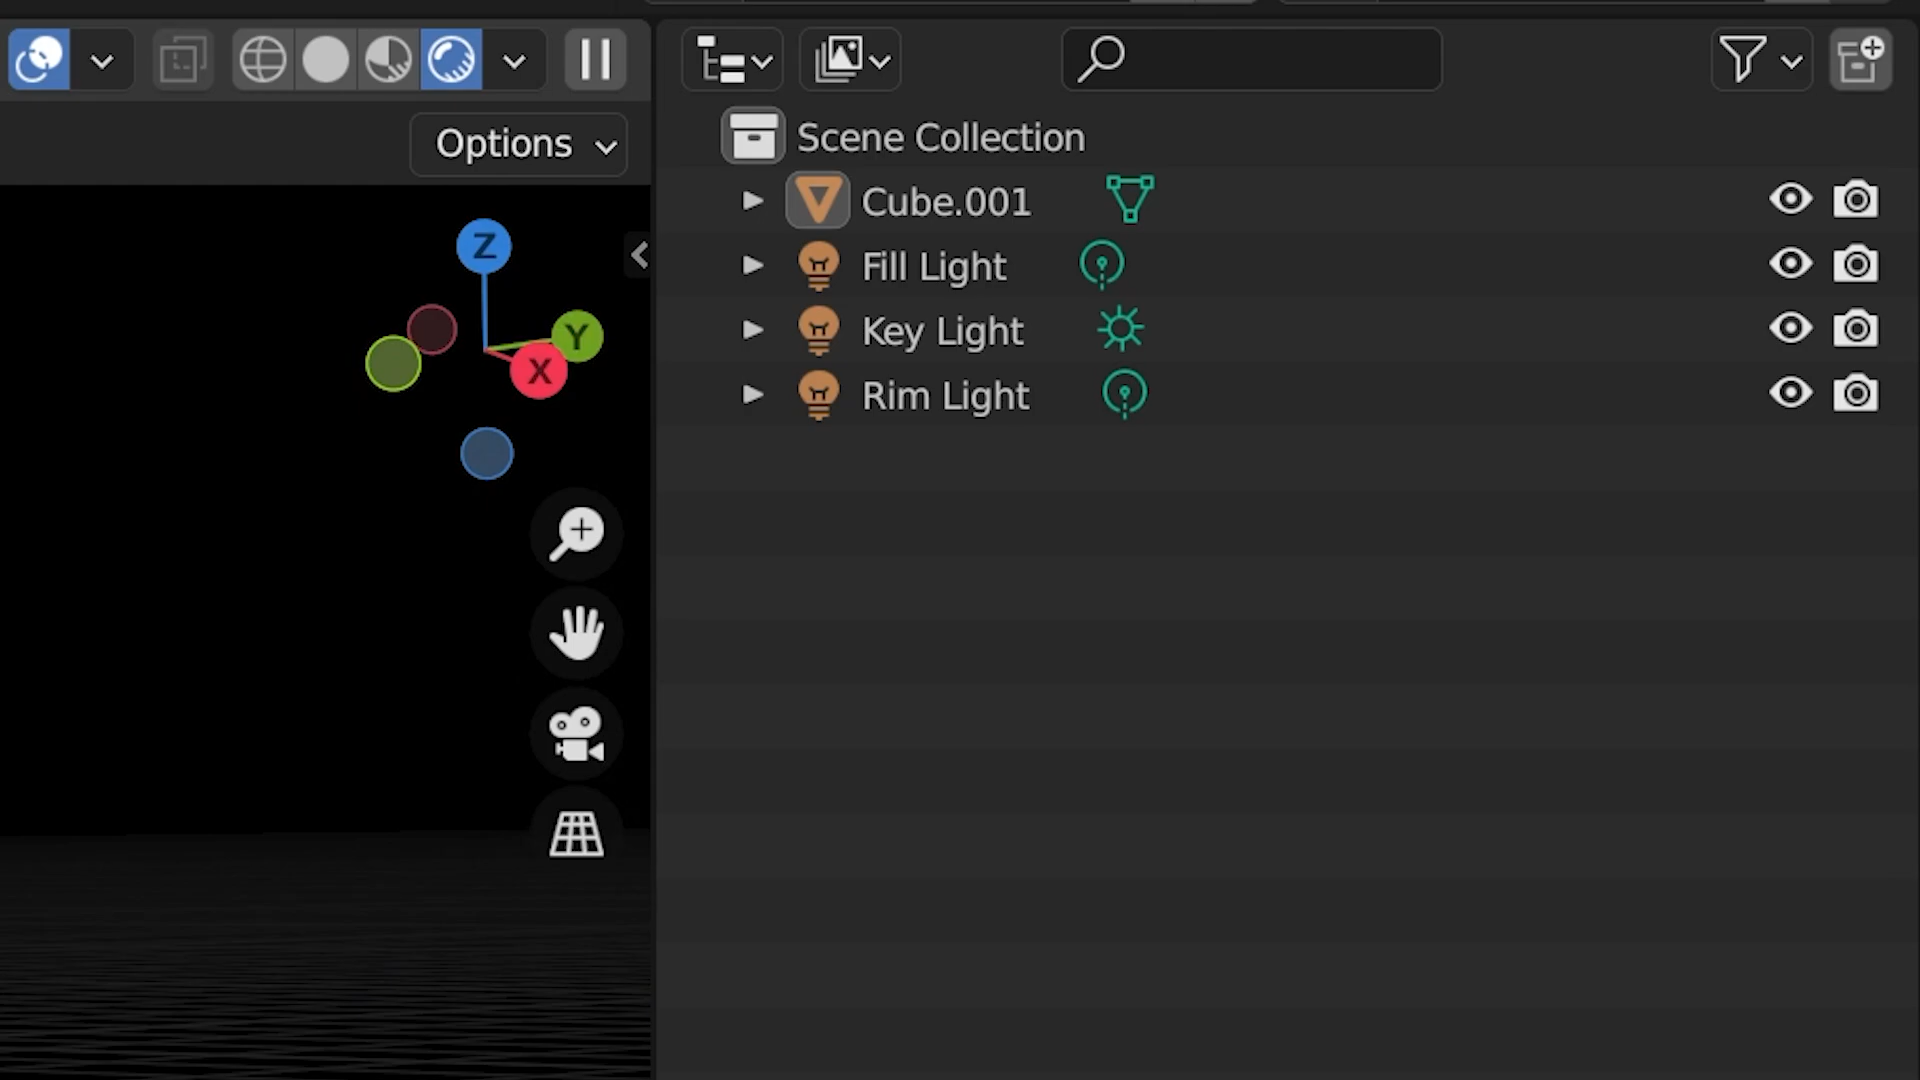 Options
Z
Y
X
Scene Collection
Cube.001
Fill Light
Key Light
Rim Light